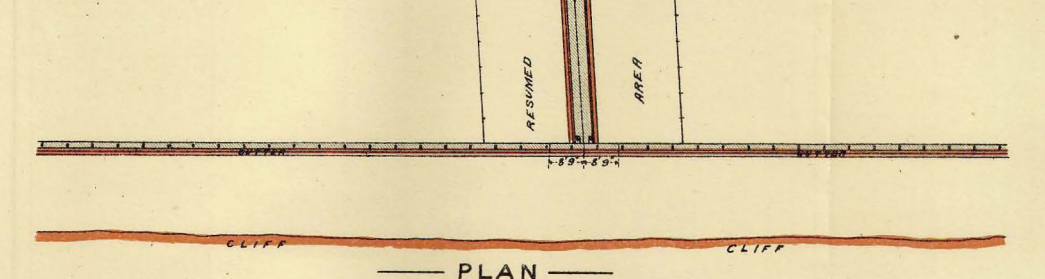 RESUMED AREA
GUTTER GUTTER
8'9" 8'9"
CLIFF CLIFF
PLAN